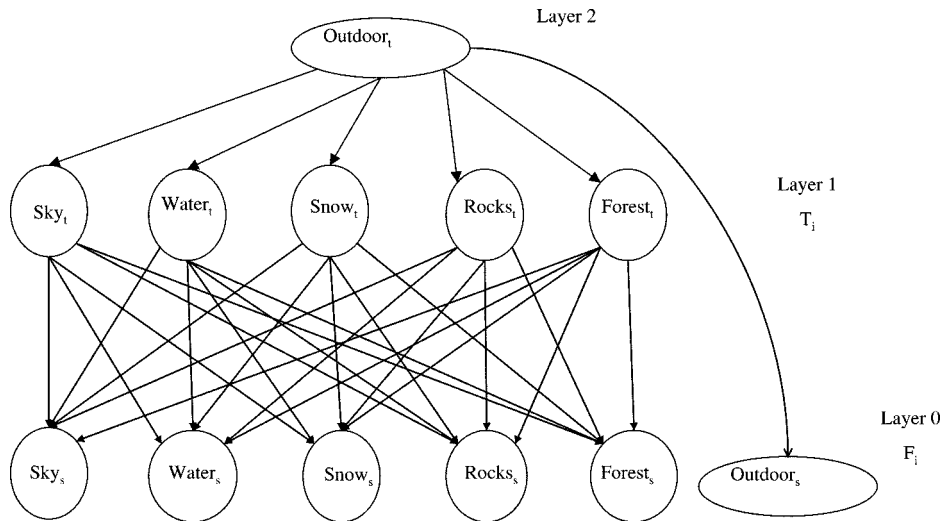 Layer 2
Outdoor_t
Layer 1
T_i
Sky_t
Water_t
Snow_t
Rocks_t
Forest_t
Layer 0
F_i
Sky_s
Water_s
Snow_s
Rocks_s
Forest_s
Outdoor_s